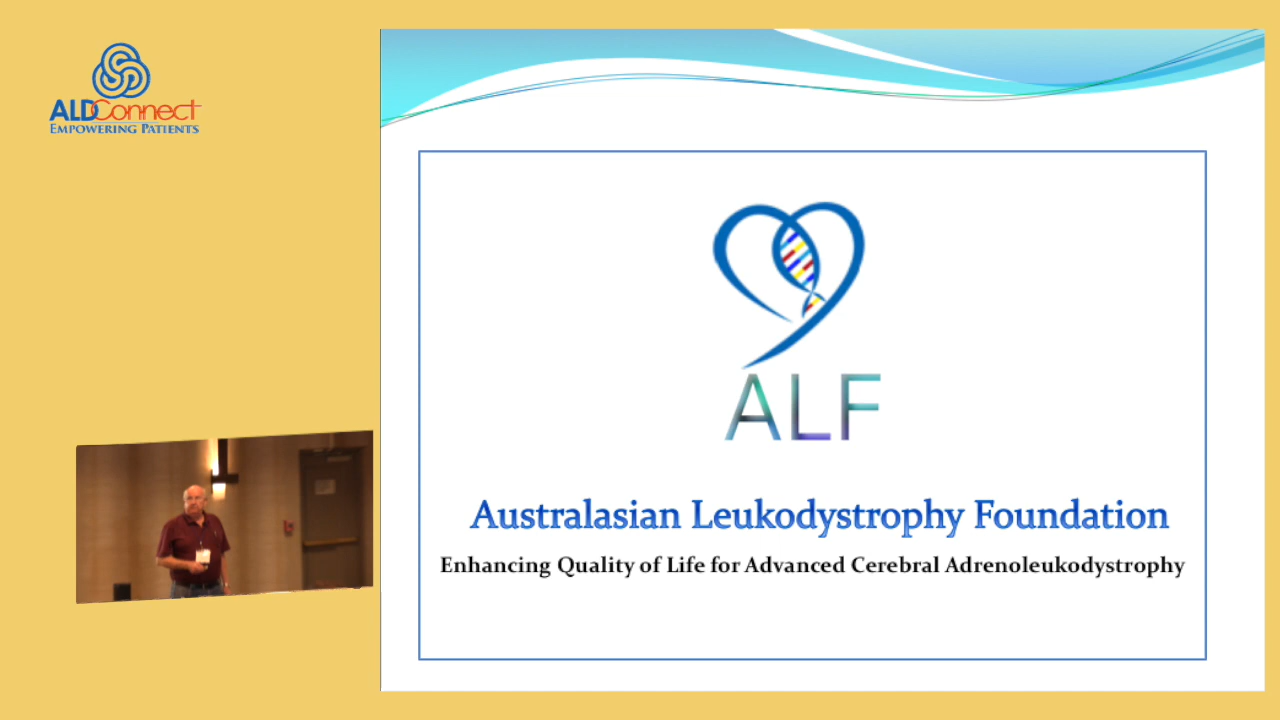 ALDConnect
EMPOWERING PATIENTS
ALF
Australasian Leukodystrophy Foundation
Enhancing Quality of Life for Advanced Cerebral Adrenoleukodystrophy